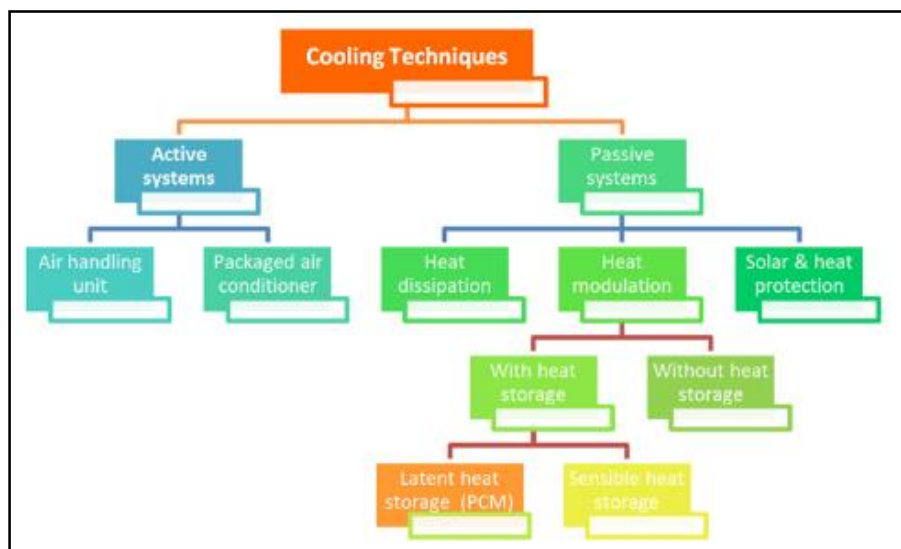 Cooling Techniques
Active
systems
Passive
systems
Air handling
unit
Packaged air
conditioner
Heat
dissipation
Heat
modulation
Solar & heat
protection
With heat
storage
Without heat
storage
Latent heat
storage (PCM)
Sensible heat
storage